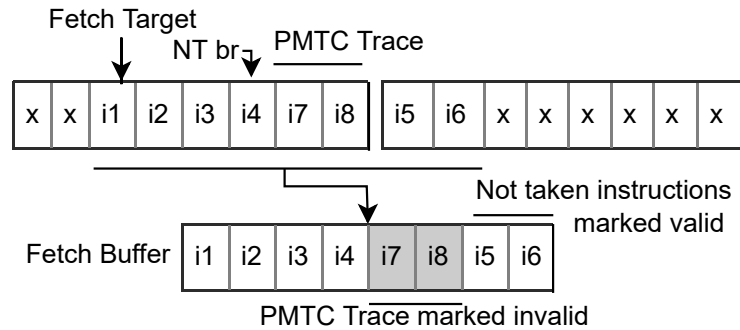 Fetch Target
NT br
PMTC Trace
x x i1 i2 i3 i4 i7 i8 i5 i6 x x x x x x
Not taken instructions
marked valid
Fetch Buffer
i1 i2 i3 i4 i7 i8 i5 i6
PMTC Trace marked invalid